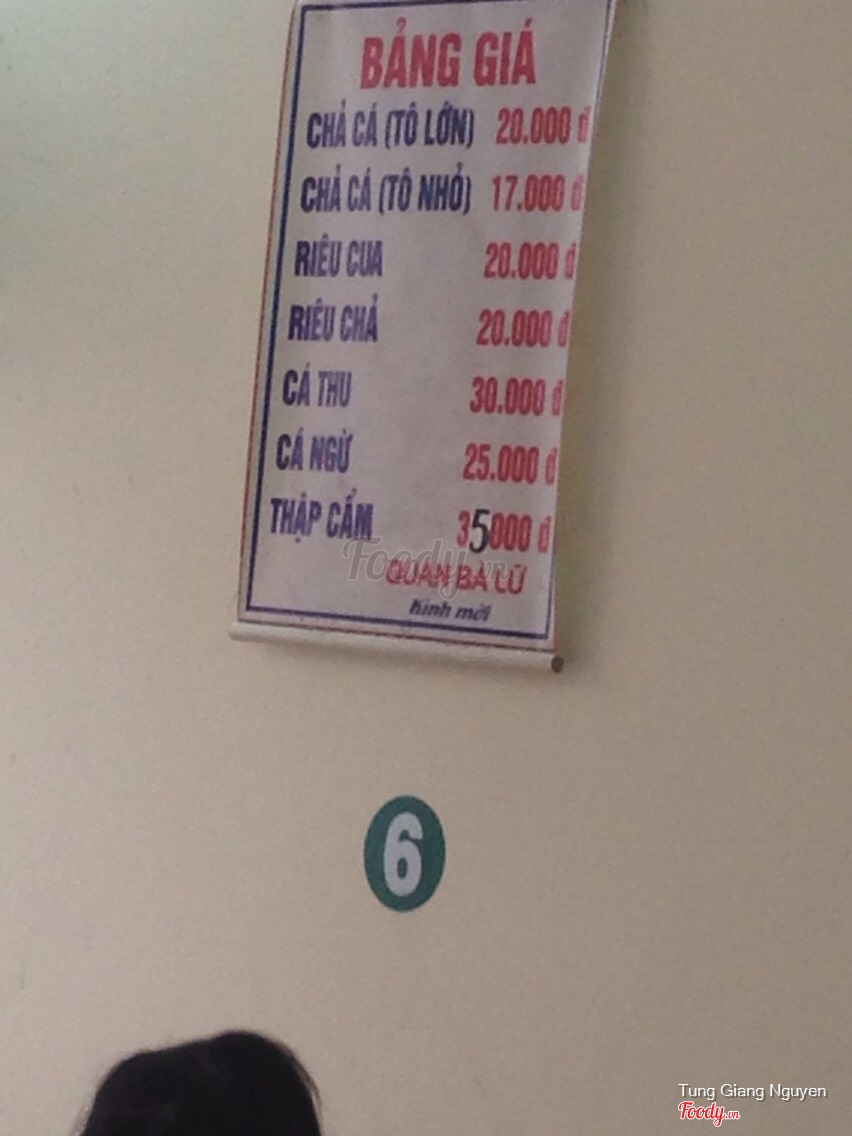 BẢNG GIÁ
CHẢ CÁ (TÔ LỚN) 20.000 đ
CHẢ CÁ (TÔ NHỎ) 17.000 đ
RIÊU CUA 20.000 đ
RIÊU CHẢ 20.000 đ
CÁ THU 30.000 đ
CÁ NGỪ 25.000 đ
THẬP CẨM 35000 đ
Foody.vn
QUÁN BÀ LỮ
Kính mời
6
Tung Giang Nguyen
Foody.vn